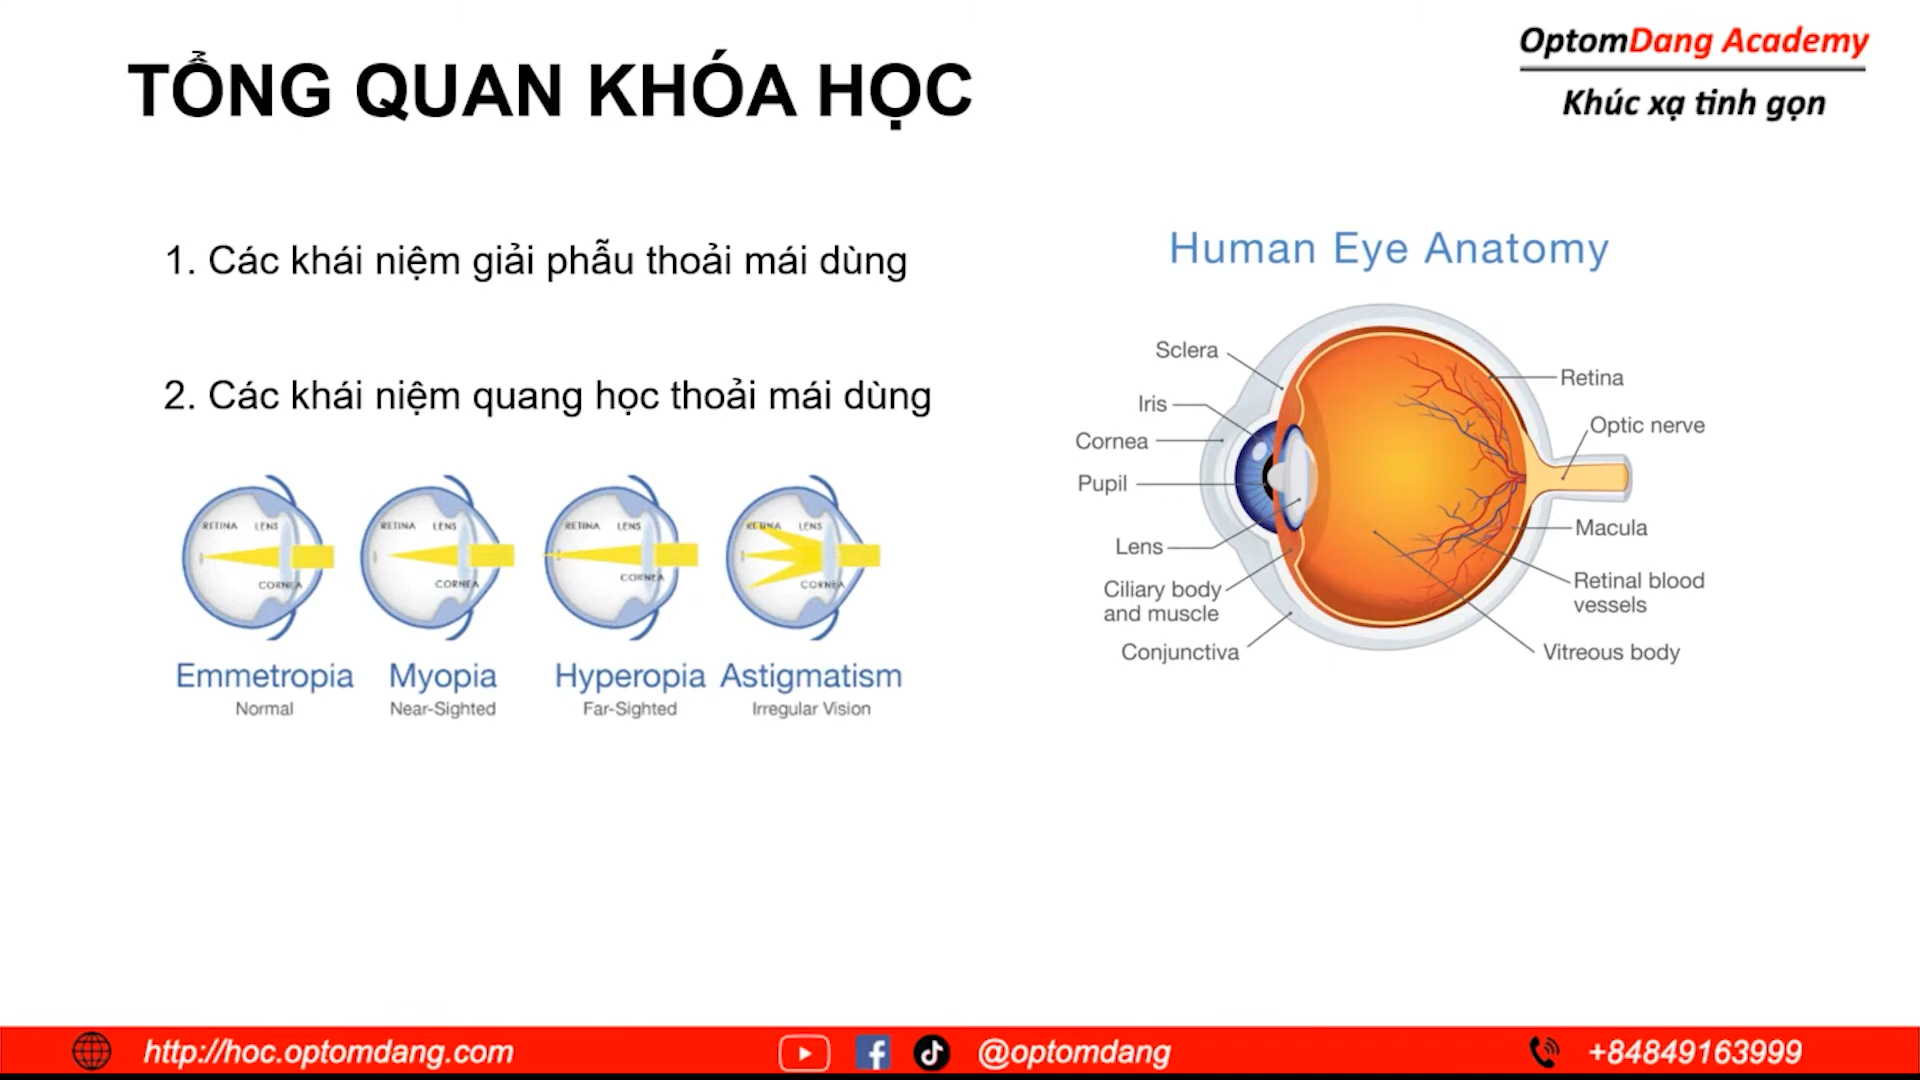 TỔNG QUAN KHÓA HỌC
OptomDang Academy
Khúc xạ tinh gọn
1. Các khái niệm giải phẫu thoải mái dùng
2. Các khái niệm quang học thoải mái dùng
RETINA LENS
CORNEA
Emmetropia
Normal
RETINA LENS
CORNEA
Myopia
Near-Sighted
RETINA LENS
CORNEA
Hyperopia
Far-Sighted
RETINA LENS
CORNEA
Astigmatism
Irregular Vision
Human Eye Anatomy
Sclera
Iris
Cornea
Pupil
Lens
Ciliary body
and muscle
Conjunctiva
Retina
Optic nerve
Macula
Retinal blood
vessels
Vitreous body
http://hoc.optomdang.com
@optomdang
+84849163999